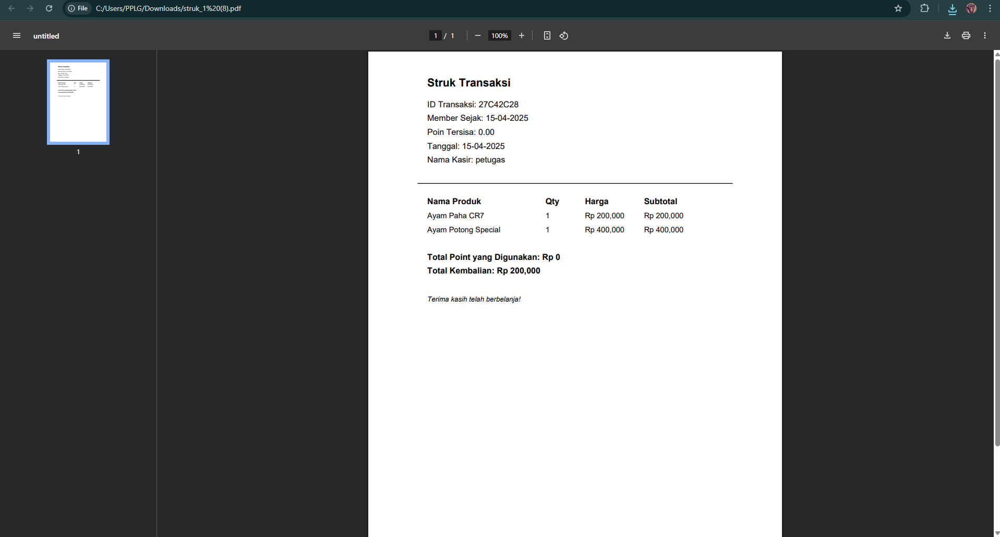 File C:/Users/PPLG/Downloads/struk_1%20(8).pdf
untitled 1 / 1 100%
1
Struk Transaksi
ID Transaksi: 27C42C28
Member Sejak: 15-04-2025
Poin Tersisa: 0.00
Tanggal: 15-04-2025
Nama Kasir: petugas
Nama Produk Qty Harga Subtotal
Ayam Paha CR7 1 Rp 200,000 Rp 200,000
Ayam Potong Special 1 Rp 400,000 Rp 400,000
Total Point yang Digunakan: Rp 0
Total Kembalian: Rp 200,000
Terima kasih telah berbelanja!